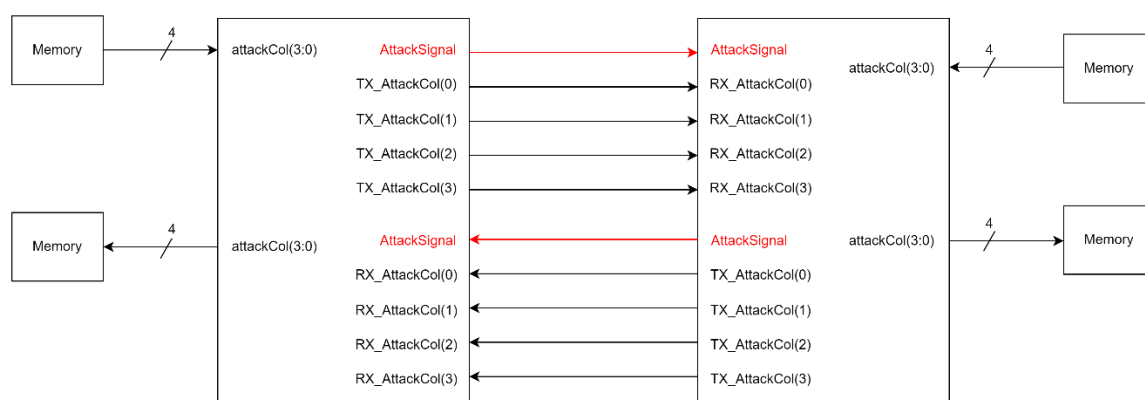 4
4
Memory
attackCol(3:0)
AttackSignal
AttackSignal
attackCol(3:0)
Memory
TX_AttackCol(0)
RX_AttackCol(0)
TX_AttackCol(1)
RX_AttackCol(1)
TX_AttackCol(2)
RX_AttackCol(2)
TX_AttackCol(3)
RX_AttackCol(3)
4
4
Memory
attackCol(3:0)
AttackSignal
AttackSignal
attackCol(3:0)
Memory
RX_AttackCol(0)
TX_AttackCol(0)
RX_AttackCol(1)
TX_AttackCol(1)
RX_AttackCol(2)
TX_AttackCol(2)
RX_AttackCol(3)
TX_AttackCol(3)